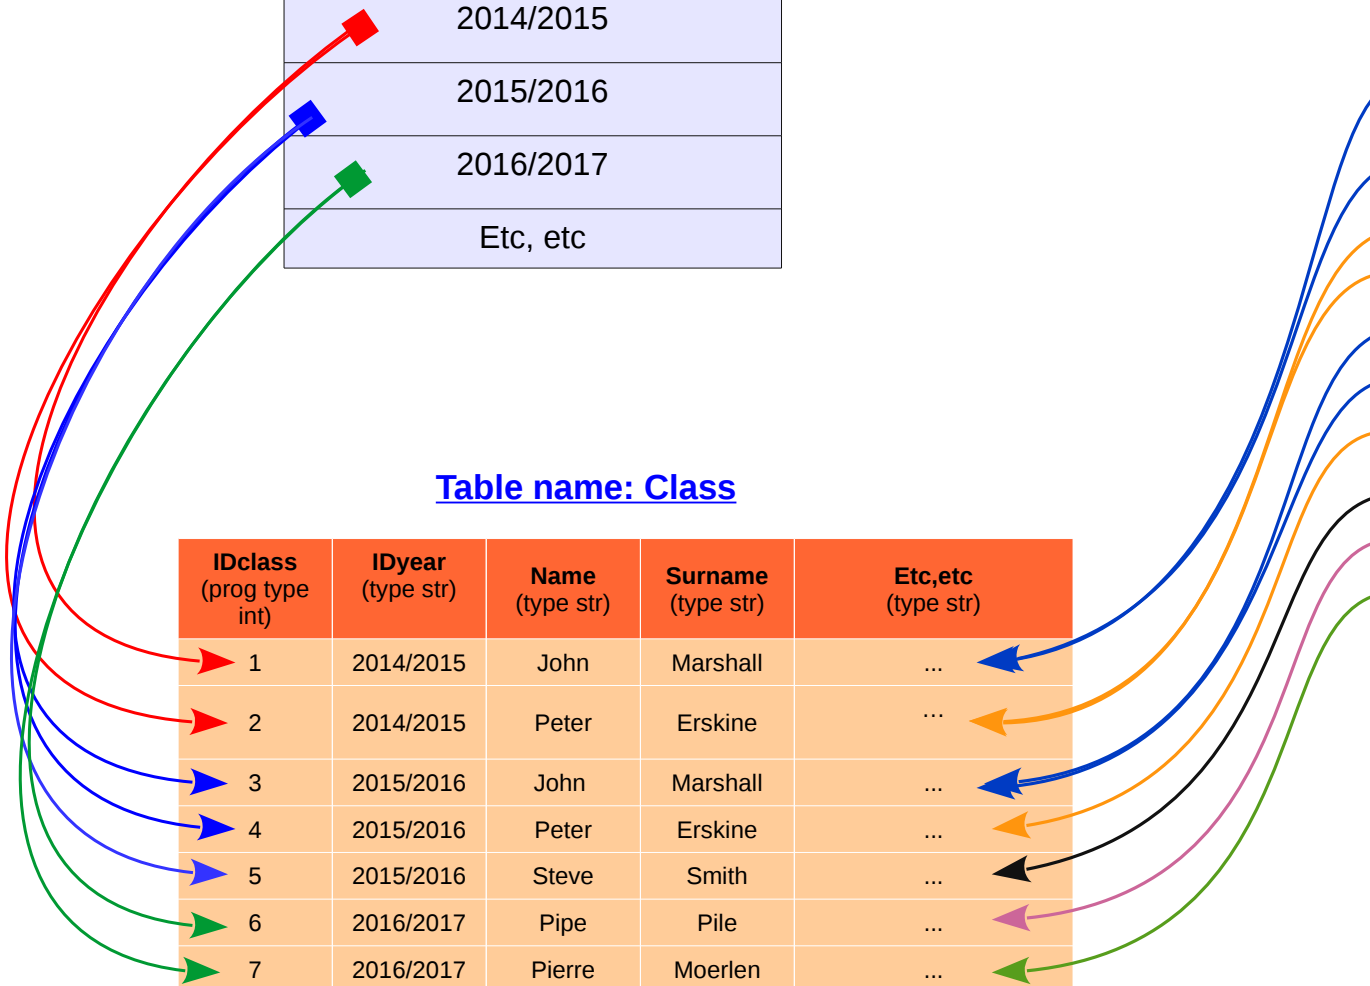 2014/2015
2015/2016
2016/2017
Etc, etc
Table name: Class
IDclass
(prog type
int)
IDyear
(type str)
Name
(type str)
Surname
(type str)
Etc,etc
(type str)
1 2014/2015 John Marshall ...
2 2014/2015 Peter Erskine ...
3 2015/2016 John Marshall ...
4 2015/2016 Peter Erskine ...
5 2015/2016 Steve Smith ...
6 2016/2017 Pipe Pile ...
7 2016/2017 Pierre Moerlen ...